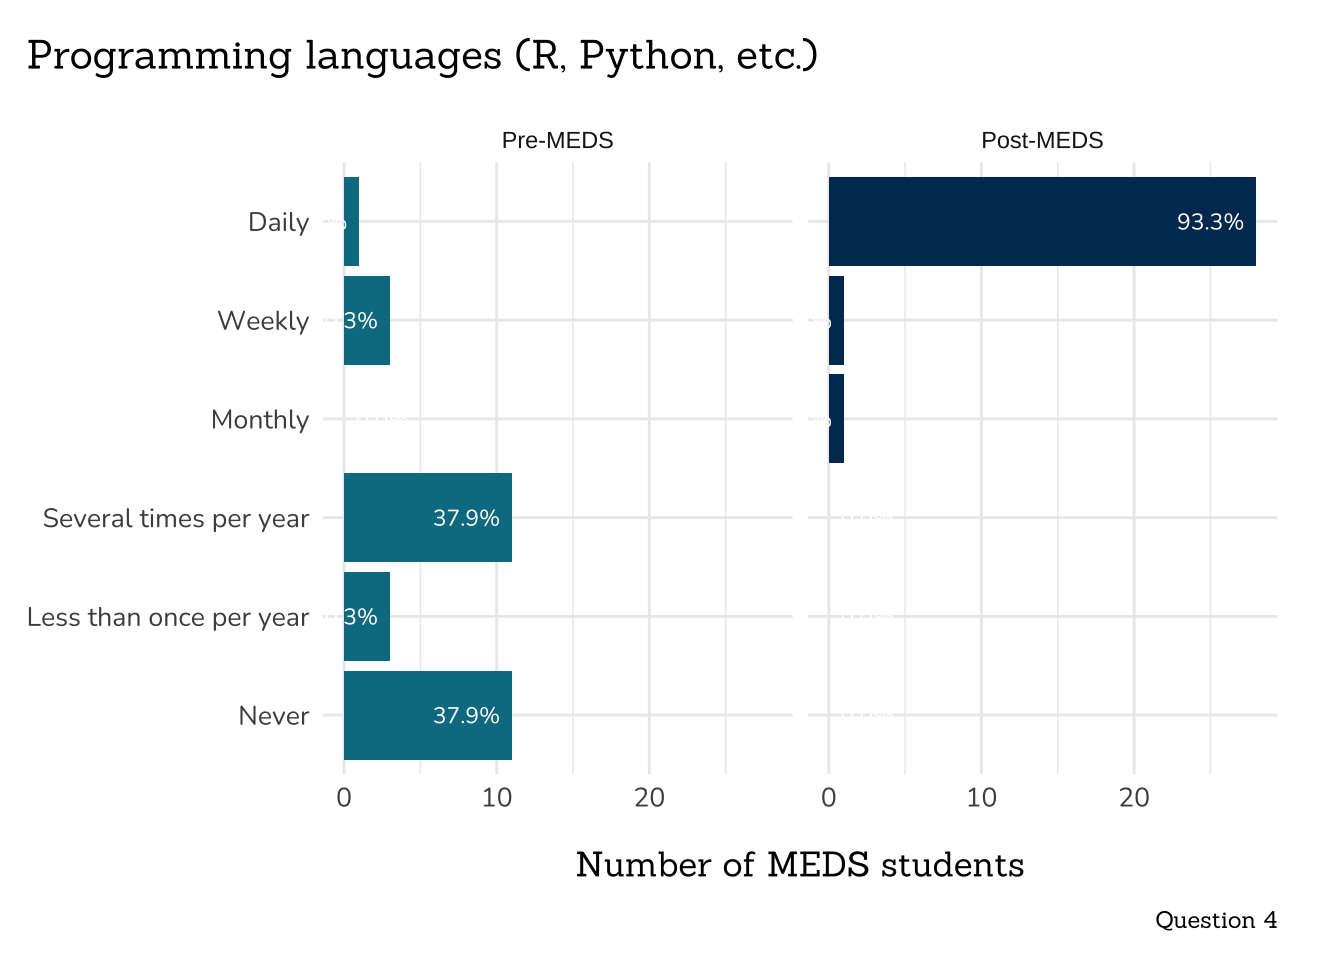 Programming languages (R, Python, etc.)
Pre-MEDS
Post-MEDS
Daily
93.3%
Weekly
3%
Monthly
Several times per year
37.9%
Less than once per year
3%
Never
37.9%
0
10
20
0
10
20
Number of MEDS students
Question 4